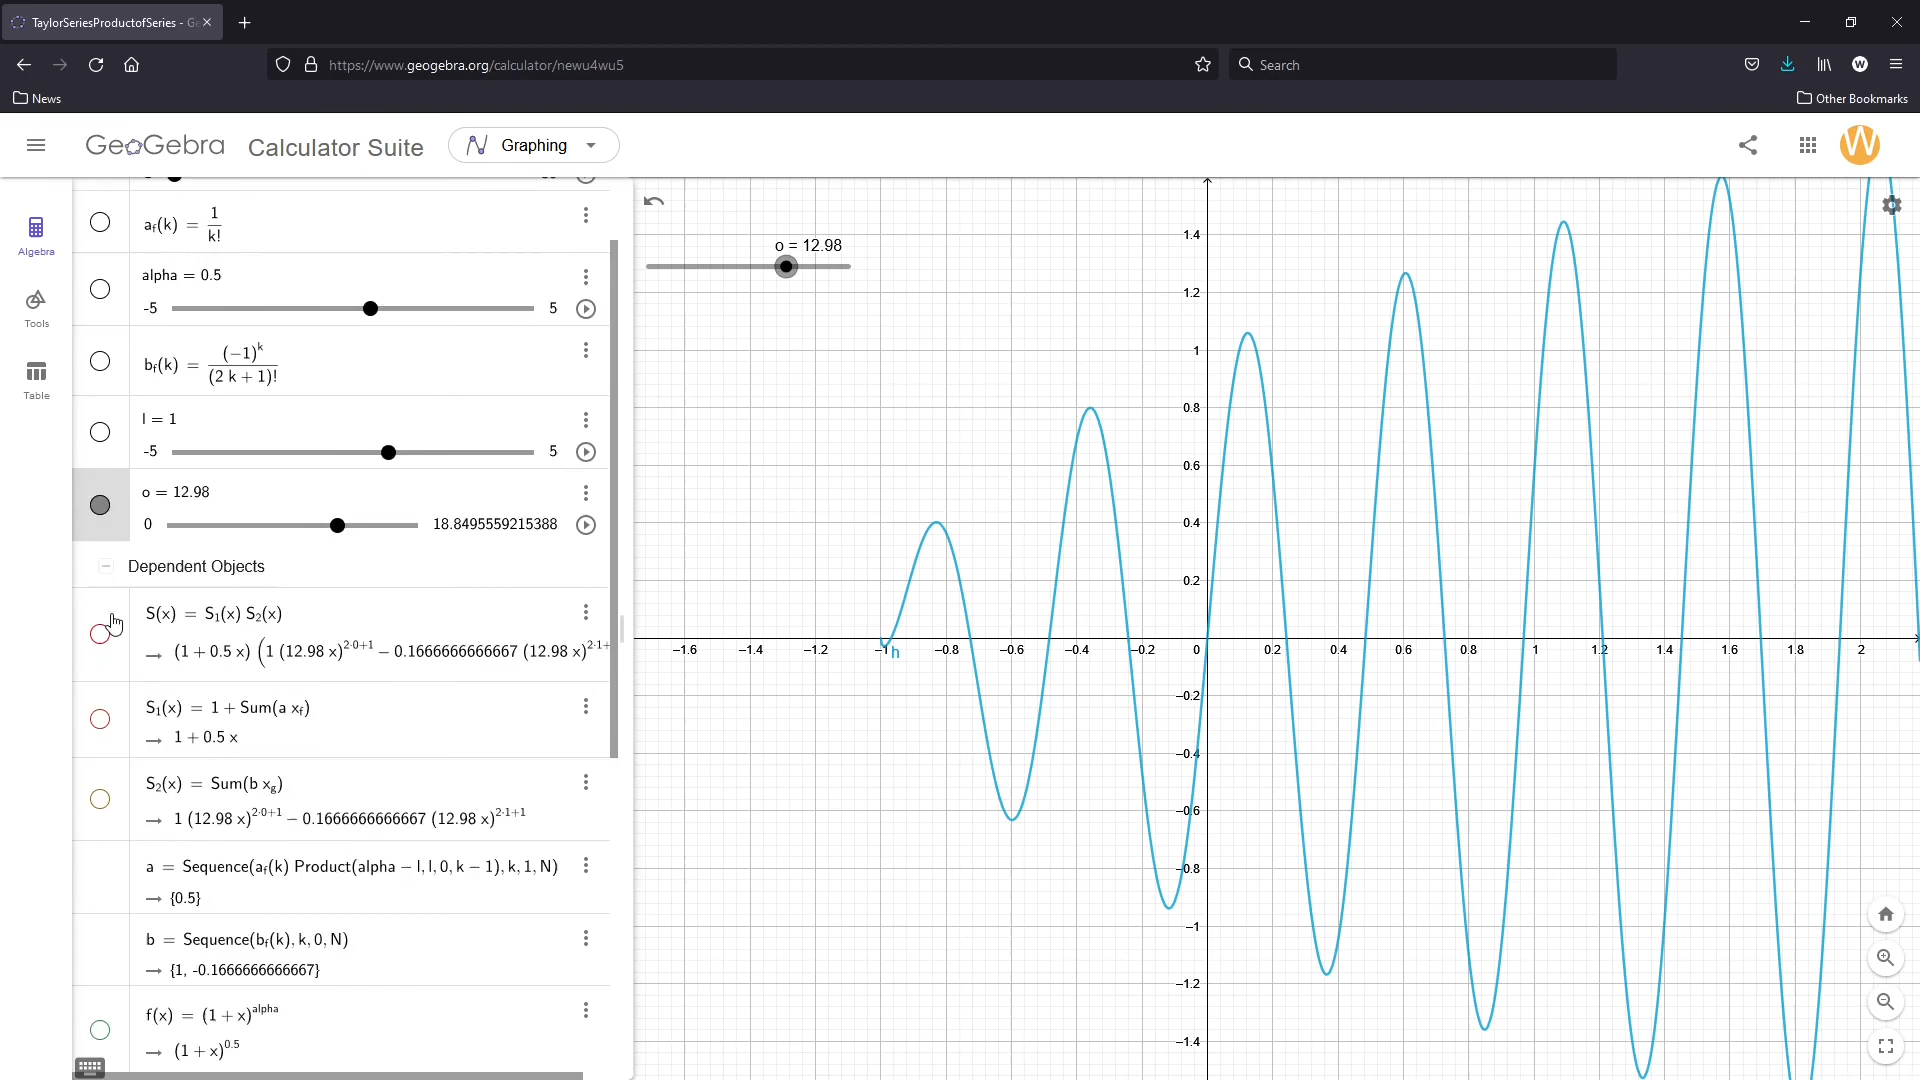 TaylorSeriesProductofSeries - Ge
https://www.geogebra.org/calculator/newu4wu5
Search
W
News
Other Bookmarks
GeoGebra
Calculator Suite
Graphing
W
Algebra
Tools
Table
a_f(k) = 1/k!
alpha = 0.5
-5
5
b_f(k) = (−1)^k/(2 k + 1)!
l = 1
-5
5
o = 12.98
0
18.8495559215388
Dependent Objects
S(x) = S₁(x) S₂(x)
→ (1 + 0.5 x) (1 (12.98 x)^(2·0+1) − 0.1666666666667 (12.98 x)^(2·1+
S₁(x) = 1 + Sum(a x_f)
→ 1 + 0.5 x
S₂(x) = Sum(b x_g)
→ 1 (12.98 x)^(2·0+1) − 0.1666666666667 (12.98 x)^(2·1+1)
a = Sequence(a_f(k) Product(alpha − l, l, 0, k − 1), k, 1, N)
→ {0.5}
b = Sequence(b_f(k), k, 0, N)
→ {1, -0.1666666666667}
f(x) = (1 + x)^alpha
→ (1 + x)^0.5
o = 12.98
1.4
1.2
1
0.8
0.6
0.4
0.2
−1.6 −1.4 −1.2 −1 −0.8 −0.6 −0.4 −0.2 0 0.2 0.4 0.6 0.8 1 1.2 1.4 1.6 1.8 2
h
−0.2
−0.4
−0.6
−0.8
−1
−1.2
−1.4